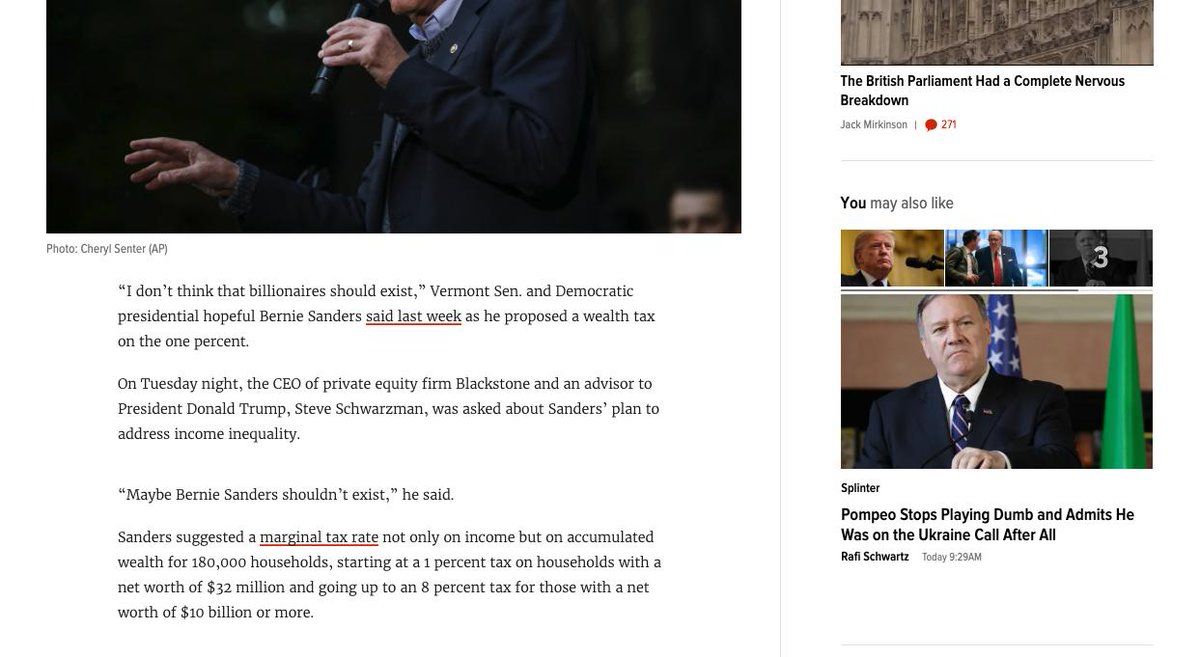 Photo: Cheryl Senter (AP)
“I don’t think that billionaires should exist,” Vermont Sen. and Democratic
presidential hopeful Bernie Sanders said last week as he proposed a wealth tax
on the one percent.
On Tuesday night, the CEO of private equity firm Blackstone and an advisor to
President Donald Trump, Steve Schwarzman, was asked about Sanders’ plan to
address income inequality.
“Maybe Bernie Sanders shouldn’t exist,” he said.
Sanders suggested a marginal tax rate not only on income but on accumulated
wealth for 180,000 households, starting at a 1 percent tax on households with a
net worth of $32 million and going up to an 8 percent tax for those with a net
worth of $10 billion or more.
The British Parliament Had a Complete Nervous
Breakdown
Jack Mirkinson | 271
You may also like
3
Splinter
Pompeo Stops Playing Dumb and Admits He
Was on the Ukraine Call After All
Rafi Schwartz Today 9:29AM